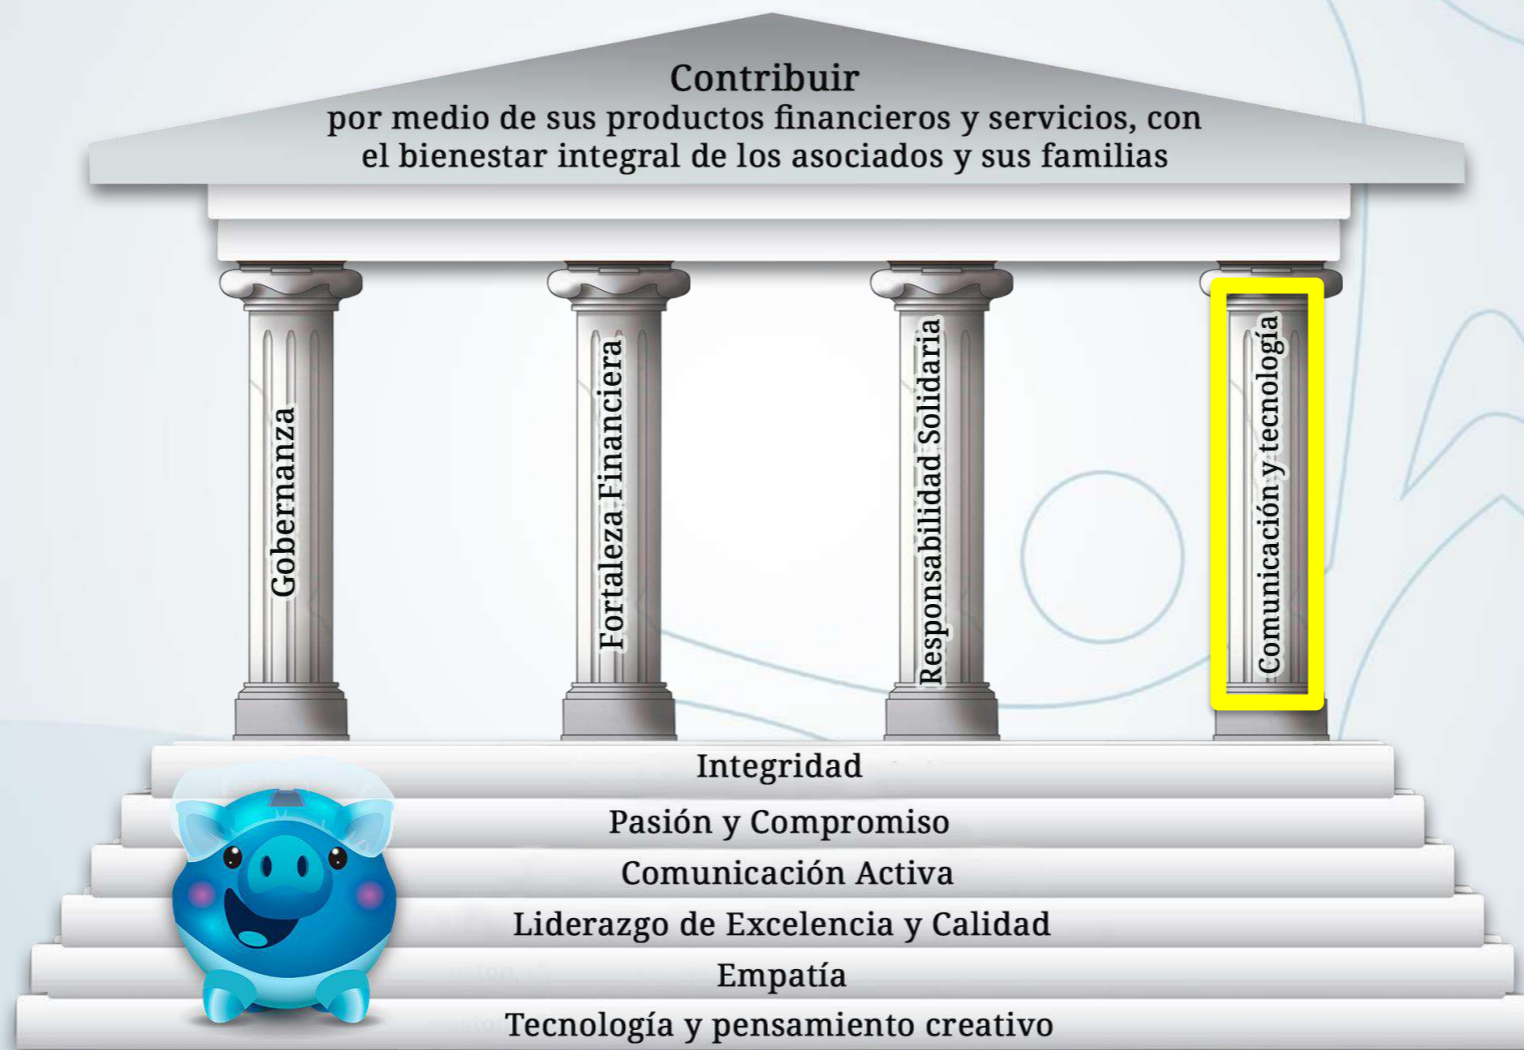 Contribuir
por medio de sus productos financieros y servicios, con
el bienestar integral de los asociados y sus familias
Gobernanza
Fortaleza Financiera
Responsabilidad Solidaria
Comunicación y tecnología
Integridad
Pasión y Compromiso
Comunicación Activa
Liderazgo de Excelencia y Calidad
Empatía
Tecnología y pensamiento creativo